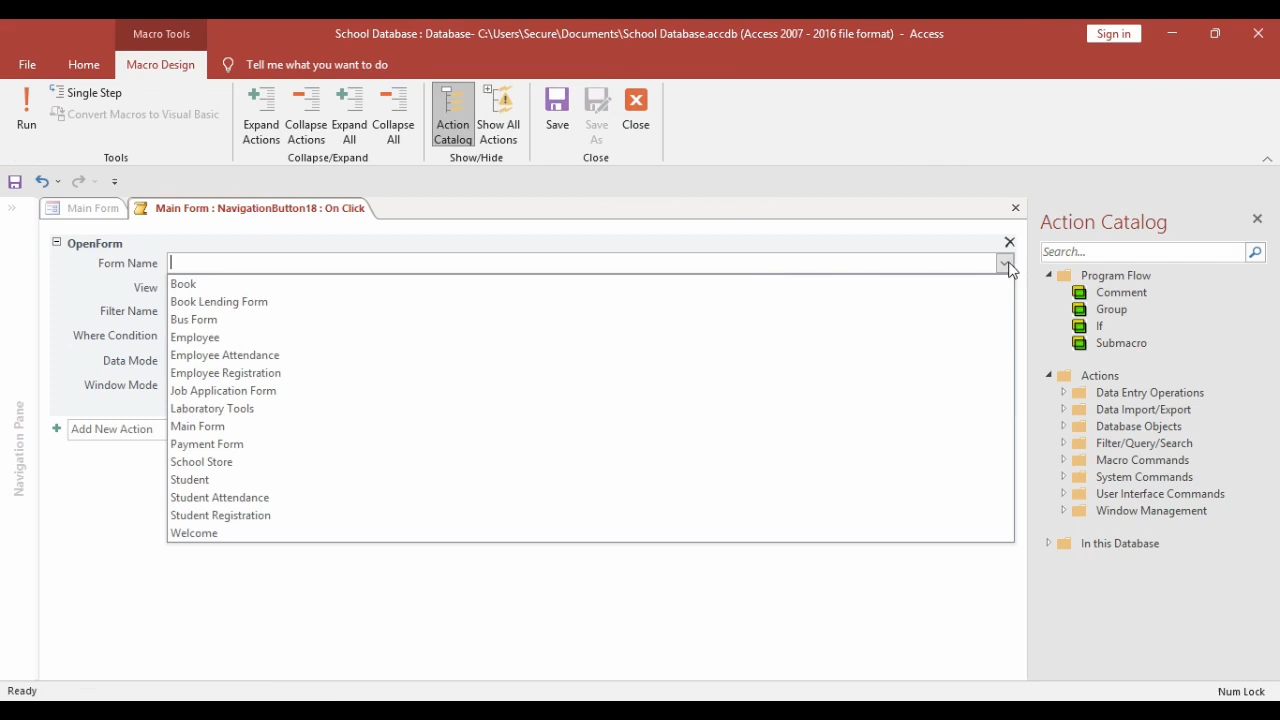 Macro Tools
School Database : Database- C:\Users\Secure\Documents\School Database.accdb (Access 2007 - 2016 file format) - Access
Sign in
File Home Macro Design Tell me what you want to do
Run
Single Step
Convert Macros to Visual Basic
Tools
Expand Actions
Collapse Actions
Expand All
Collapse All
Collapse/Expand
Action Catalog
Show All Actions
Show/Hide
Save
Save As
Close
Close
Main Form
Main Form : NavigationButton18 : On Click
Navigation Pane
OpenForm
Form Name
View
Filter Name
Where Condition
Data Mode
Window Mode
Add New Action
Book
Book Lending Form
Bus Form
Employee
Employee Attendance
Employee Registration
Job Application Form
Laboratory Tools
Main Form
Payment Form
School Store
Student
Student Attendance
Student Registration
Welcome
Action Catalog
Search...
Program Flow
Comment
Group
If
Submacro
Actions
Data Entry Operations
Data Import/Export
Database Objects
Filter/Query/Search
Macro Commands
System Commands
User Interface Commands
Window Management
In this Database
Ready
Num Lock